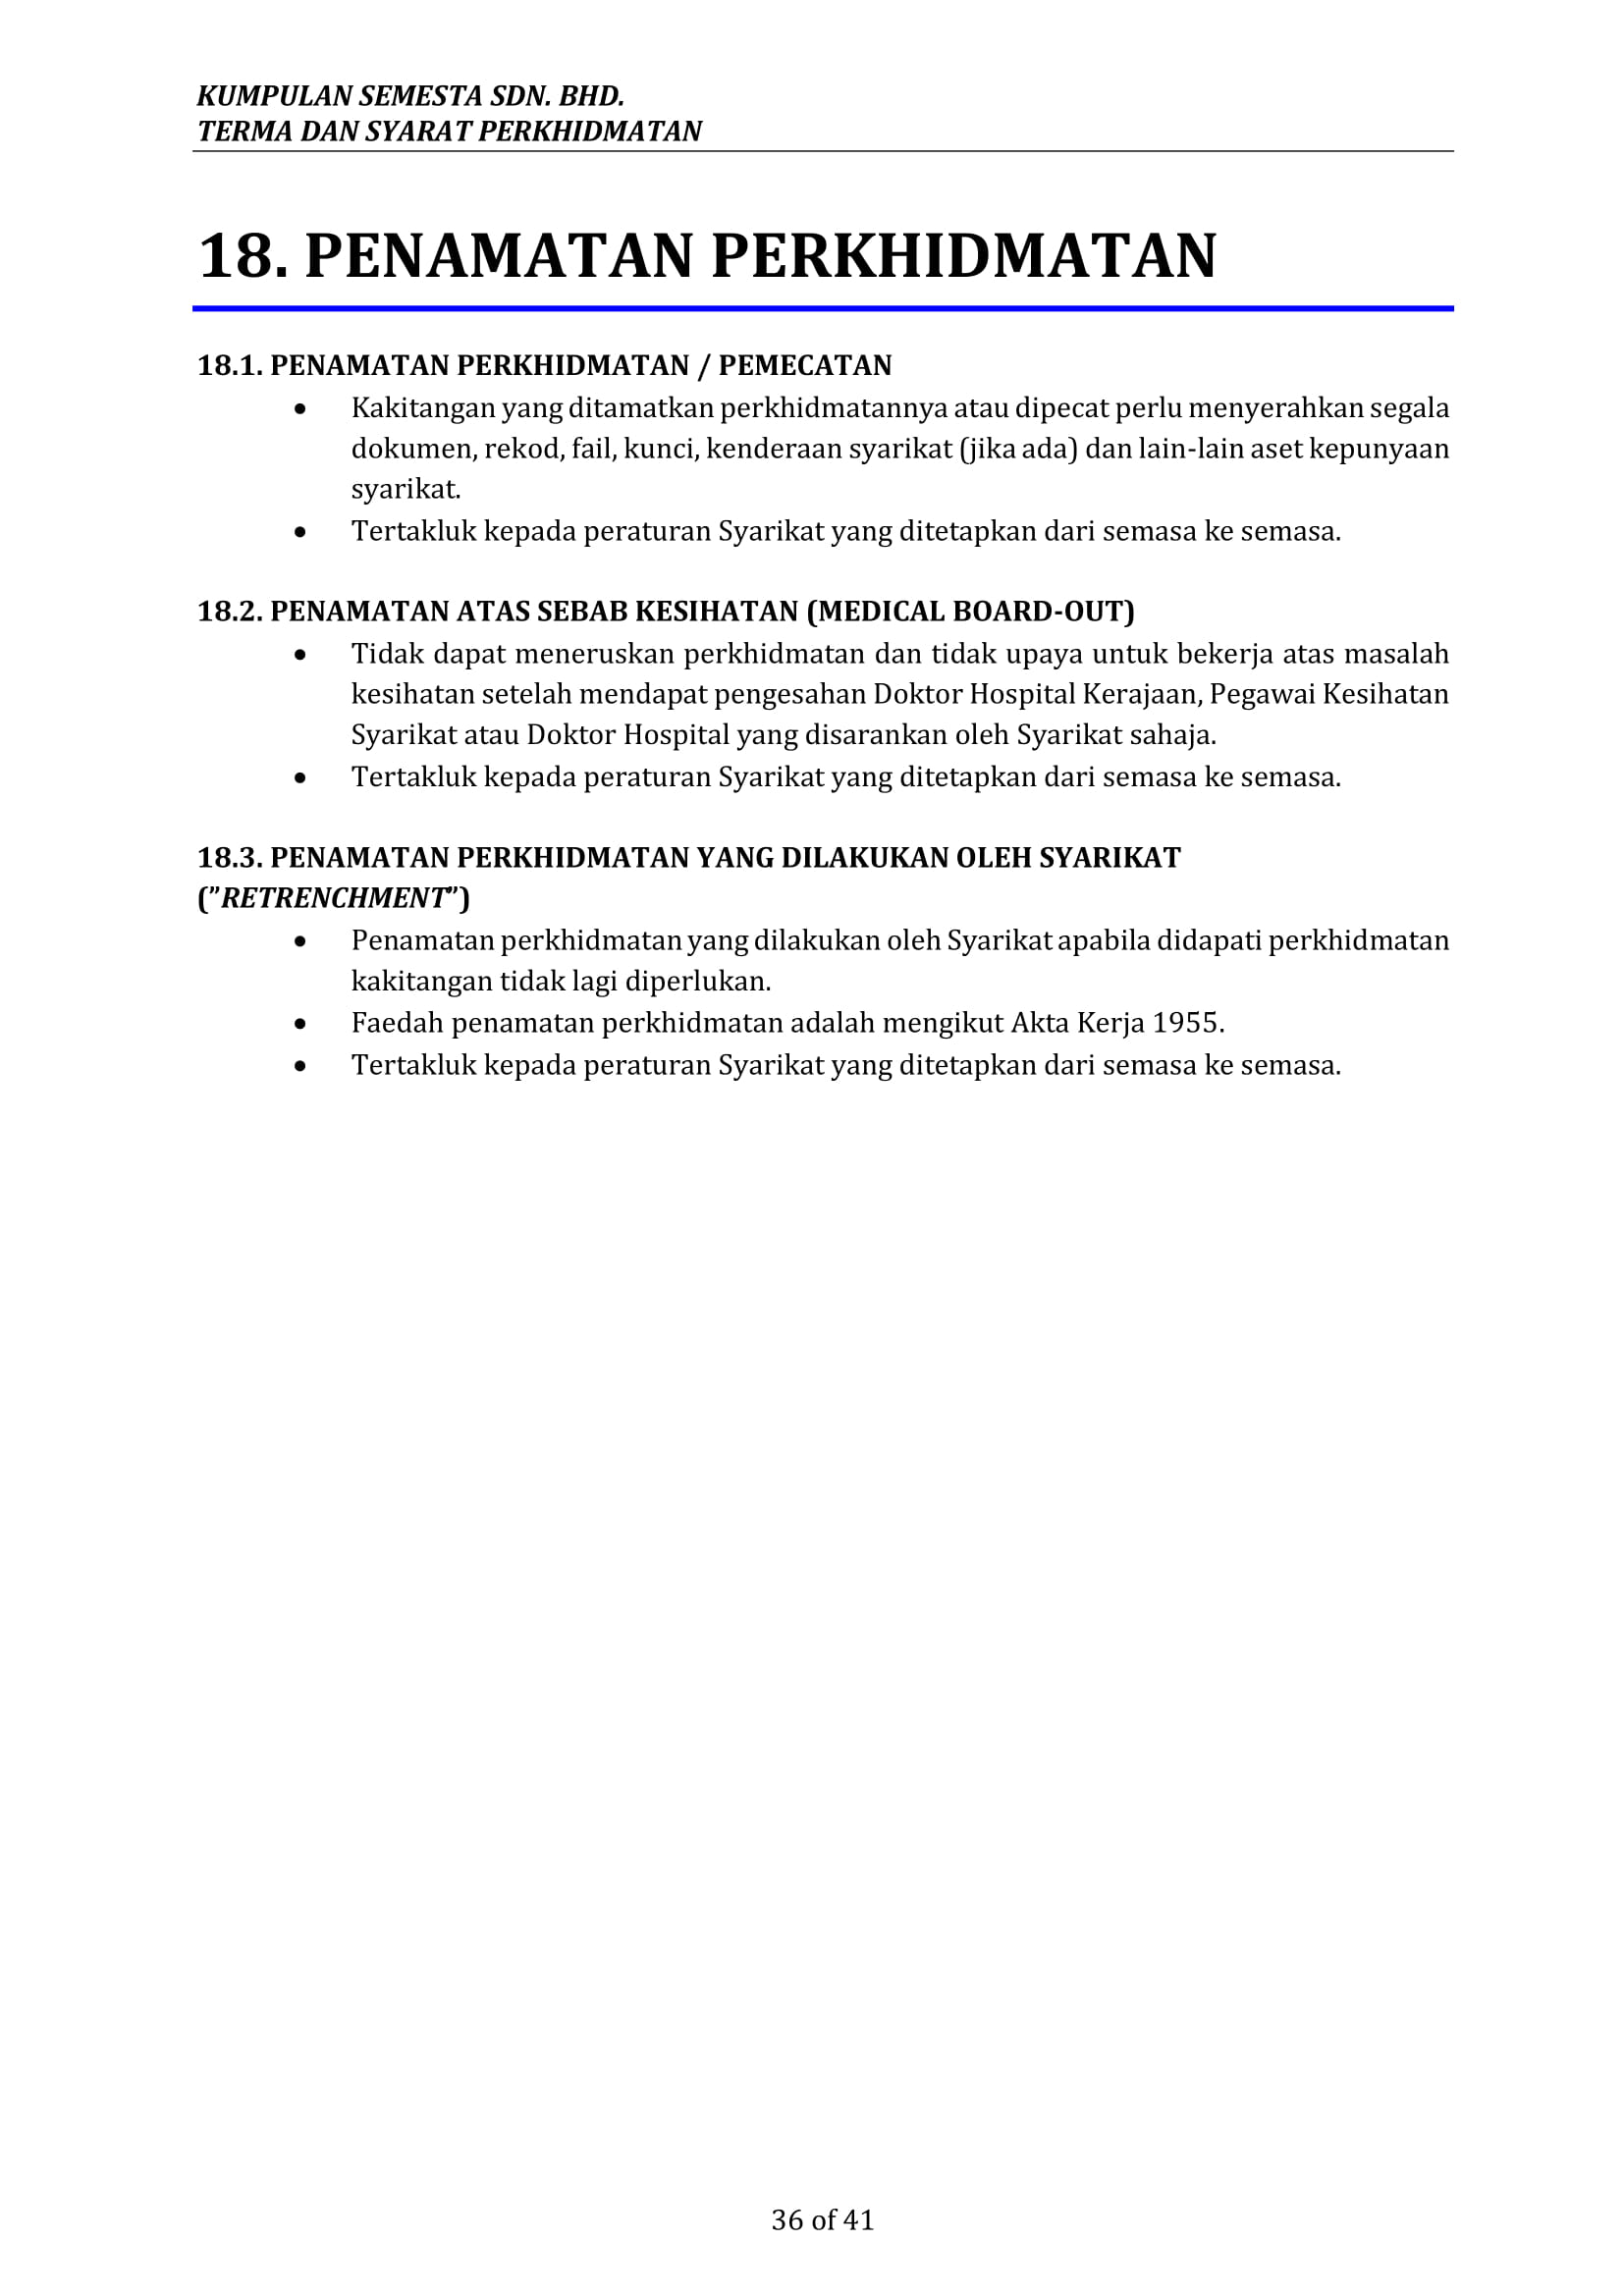 KUMPULAN SEMESTA SDN. BHD.
TERMA DAN SYARAT PERKHIDMATAN
18. PENAMATAN PERKHIDMATAN
18.1. PENAMATAN PERKHIDMATAN / PEMECATAN
• Kakitangan yang ditamatkan perkhidmatannya atau dipecat perlu menyerahkan segala
dokumen, rekod, fail, kunci, kenderaan syarikat (jika ada) dan lain-lain aset kepunyaan
syarikat.
• Tertakluk kepada peraturan Syarikat yang ditetapkan dari semasa ke semasa.
18.2. PENAMATAN ATAS SEBAB KESIHATAN (MEDICAL BOARD-OUT)
• Tidak dapat meneruskan perkhidmatan dan tidak upaya untuk bekerja atas masalah
kesihatan setelah mendapat pengesahan Doktor Hospital Kerajaan, Pegawai Kesihatan
Syarikat atau Doktor Hospital yang disarankan oleh Syarikat sahaja.
• Tertakluk kepada peraturan Syarikat yang ditetapkan dari semasa ke semasa.
18.3. PENAMATAN PERKHIDMATAN YANG DILAKUKAN OLEH SYARIKAT
(”RETRENCHMENT”)
• Penamatan perkhidmatan yang dilakukan oleh Syarikat apabila didapati perkhidmatan
kakitangan tidak lagi diperlukan.
• Faedah penamatan perkhidmatan adalah mengikut Akta Kerja 1955.
• Tertakluk kepada peraturan Syarikat yang ditetapkan dari semasa ke semasa.
36 of 41